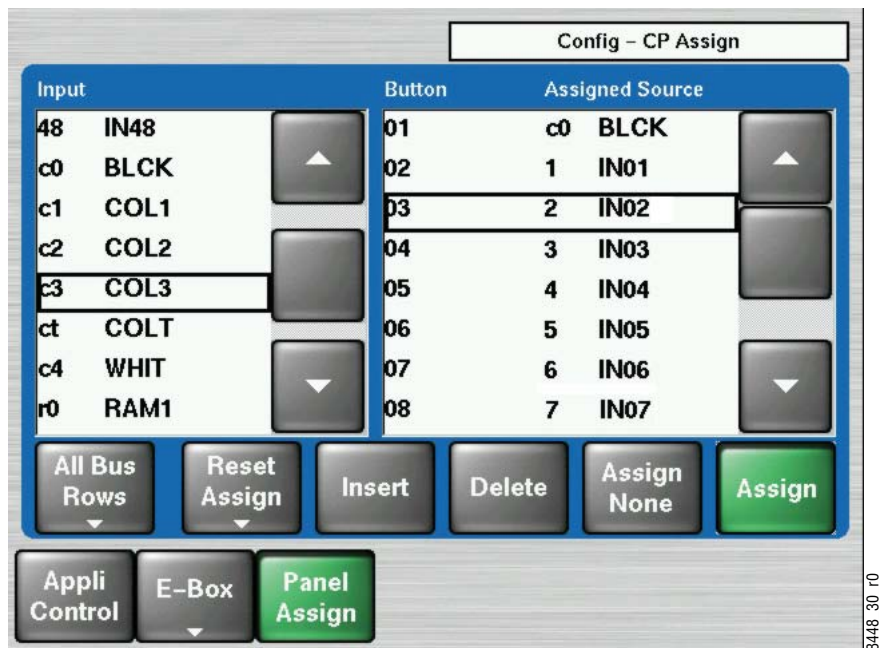 Config – CP Assign
Input
48 IN48
c0 BLCK
c1 COL1
c2 COL2
c3 COL3
ct COLT
c4 WHIT
r0 RAM1
Button Assigned Source
01 c0 BLCK
02 1 IN01
03 2 IN02
04 3 IN03
05 4 IN04
06 5 IN05
07 6 IN06
08 7 IN07
All Bus
Rows
Reset
Assign
Insert
Delete
Assign
None
Assign
Appli
Control
E–Box
Panel
Assign